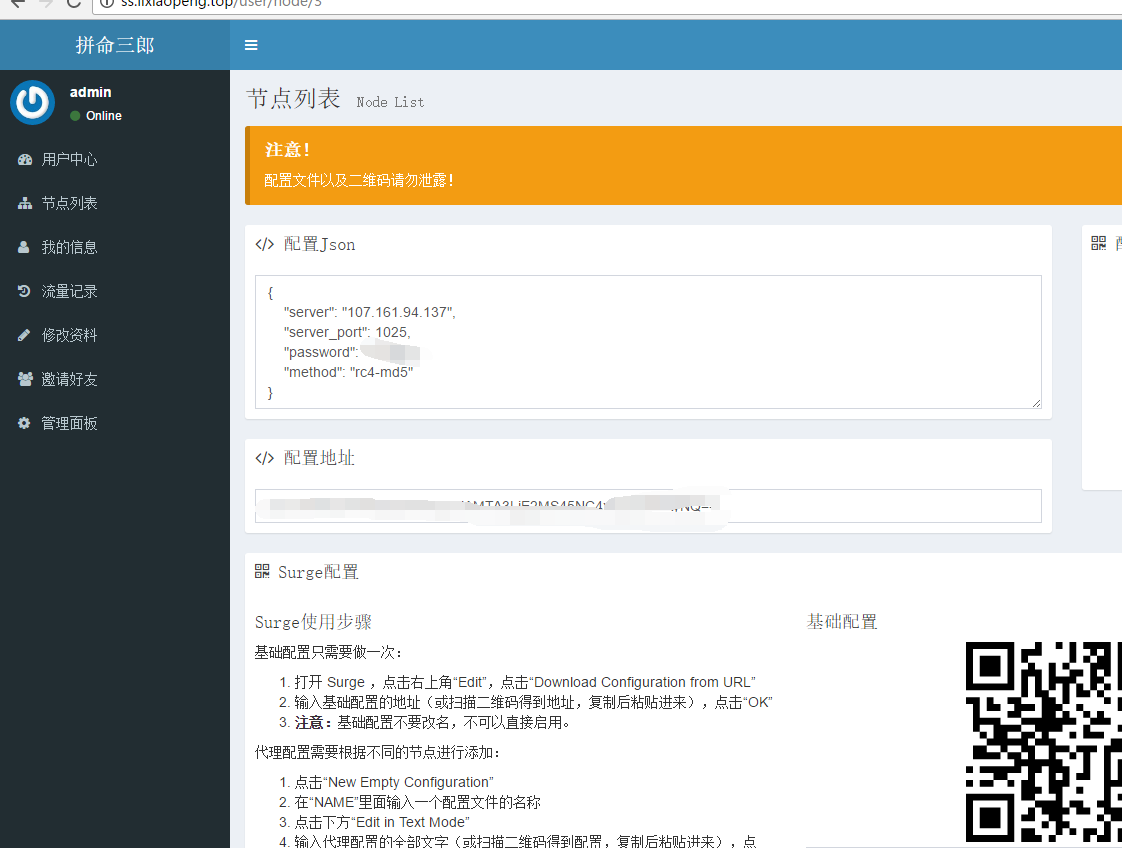 ss.lixiaopeng.top/user/node/3
拼命三郎
admin
Online
用户中心
节点列表
我的信息
流量记录
修改资料
邀请好友
管理面板
节点列表 Node List
注意!
配置文件以及二维码请勿泄露!
配置Json
{
"server": "107.161.94.137",
"server_port": 1025,
"password":
"method": "rc4-md5"
}
配置地址
Surge配置
Surge使用步骤
基础配置只需要做一次:
1. 打开 Surge ,点击右上角“Edit”,点击“Download Configuration from URL”
2. 输入基础配置的地址(或扫描二维码得到地址,复制后粘贴进来),点击“OK”
3. 注意:基础配置不要改名,不可以直接启用。
代理配置需要根据不同的节点进行添加:
1. 点击“New Empty Configuration”
2. 在“NAME”里面输入一个配置文件的名称
3. 点击下方“Edit in Text Mode”
4. 输入代理配置的全部文字(或扫描二维码得到配置,复制后粘贴进来),点
基础配置